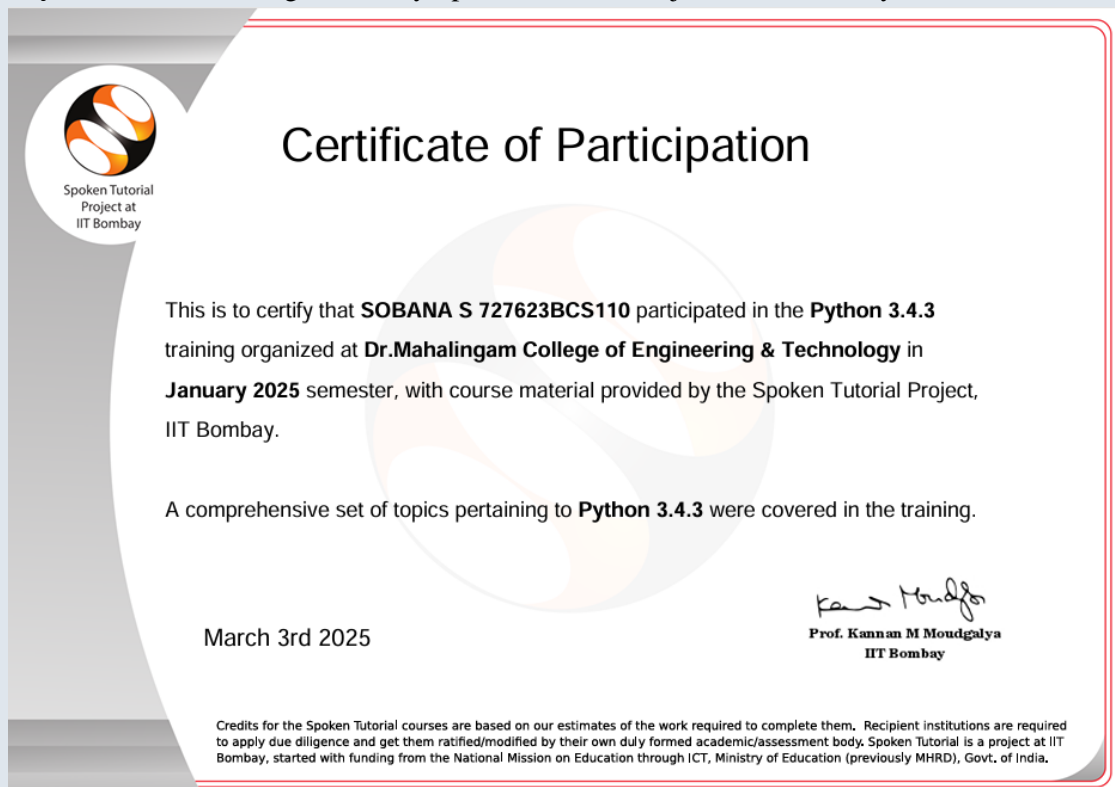 Spoken Tutorial
Project at
IIT Bombay
Certificate of Participation
This is to certify that SOBANA S 727623BCS110 participated in the Python 3.4.3
training organized at Dr.Mahalingam College of Engineering & Technology in
January 2025 semester, with course material provided by the Spoken Tutorial Project,
IIT Bombay.
A comprehensive set of topics pertaining to Python 3.4.3 were covered in the training.
March 3rd 2025
Prof. Kannan M Moudgalya
IIT Bombay
Credits for the Spoken Tutorial courses are based on our estimates of the work required to complete them. Recipient institutions are required
to apply due diligence and get them ratified/modified by their own duly formed academic/assessment body. Spoken Tutorial is a project at IIT
Bombay, started with funding from the National Mission on Education through ICT, Ministry of Education (previously MHRD), Govt. of India.